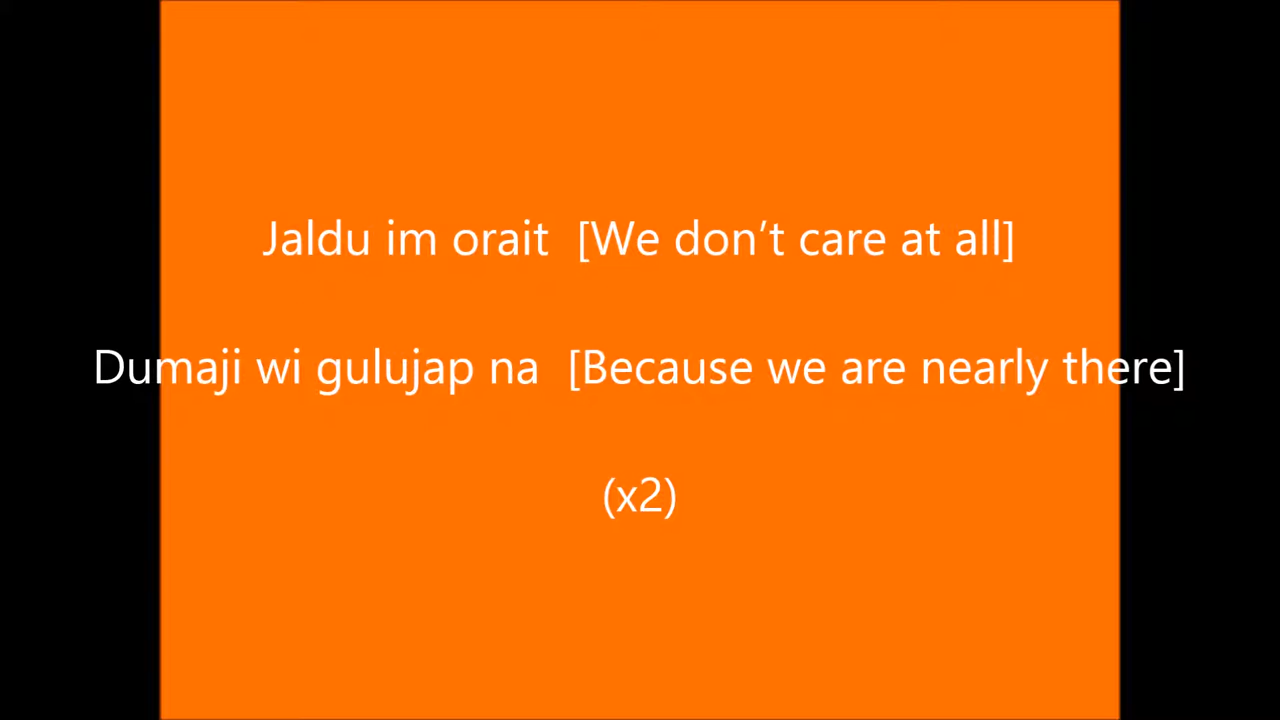 Jaldu im orait [We don’t care at all]
Dumaji wi gulujap na [Because we are nearly there]
(x2)